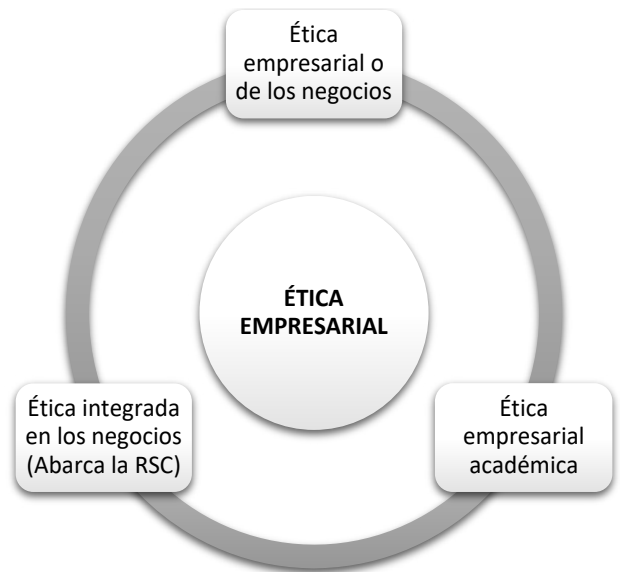 Ética
empresarial o
de los negocios
ÉTICA
EMPRESARIAL
Ética integrada
en los negocios
(Abarca la RSC)
Ética
empresarial
académica